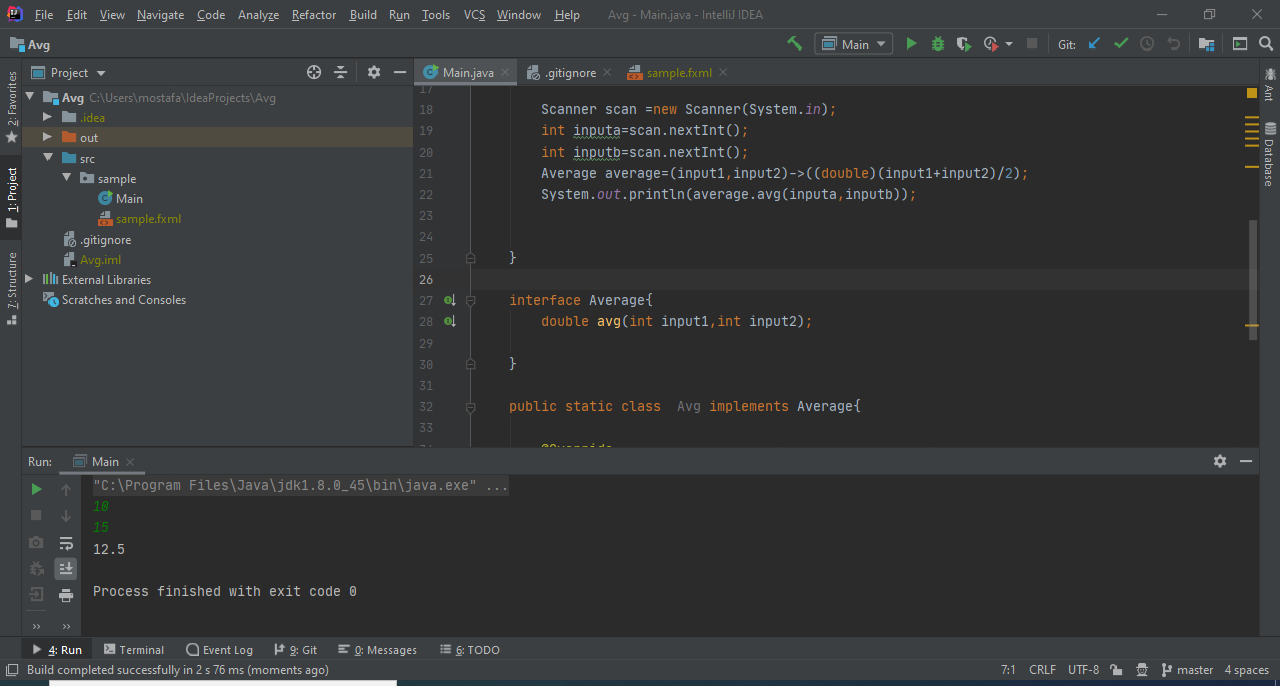 File Edit View Navigate Code Analyze Refactor Build Run Tools VCS Window Help Avg - Main.java - IntelliJ IDEA
Avg Main Git:
Project Main.java .gitignore sample.fxml
2: Favorites
1: Project
7: Structure
Avg C:\Users\mostafa\IdeaProjects\Avg
.idea
out
src
sample
Main
sample.fxml
.gitignore
Avg.iml
External Libraries
Scratches and Consoles
17
18 Scanner scan =new Scanner(System.in);
19 int inputa=scan.nextInt();
20 int inputb=scan.nextInt();
21 Average average=(input1,input2)->((double)(input1+input2)/2);
22 System.out.println(average.avg(inputa,inputb));
23
24
25 }
26
27 interface Average{
28 double avg(int input1,int input2);
29
30 }
31
32 public static class Avg implements Average{
33
@Override
Ant
Database
Run: Main
"C:\Program Files\Java\jdk1.8.0_45\bin\java.exe" ...
10
15
12.5
Process finished with exit code 0
4: Run Terminal Event Log 9: Git 0: Messages 6: TODO
Build completed successfully in 2 s 76 ms (moments ago) 7:1 CRLF UTF-8 master 4 spaces